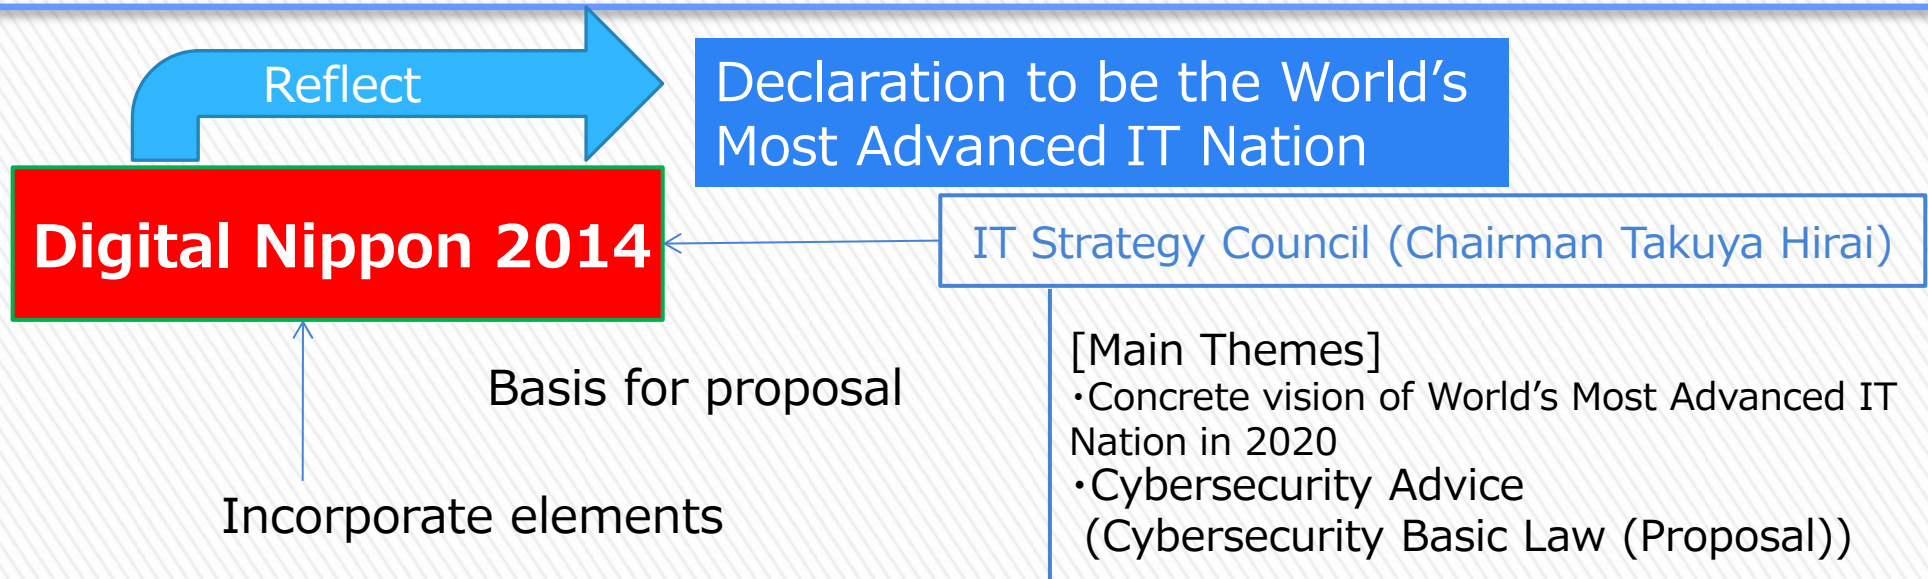 Reflect
Declaration to be the World’s
Most Advanced IT Nation
Digital Nippon 2014
IT Strategy Council (Chairman Takuya Hirai)
Basis for proposal
Incorporate elements
[Main Themes]
・Concrete vision of World’s Most Advanced IT
Nation in 2020
・Cybersecurity Advice
(Cybersecurity Basic Law (Proposal))